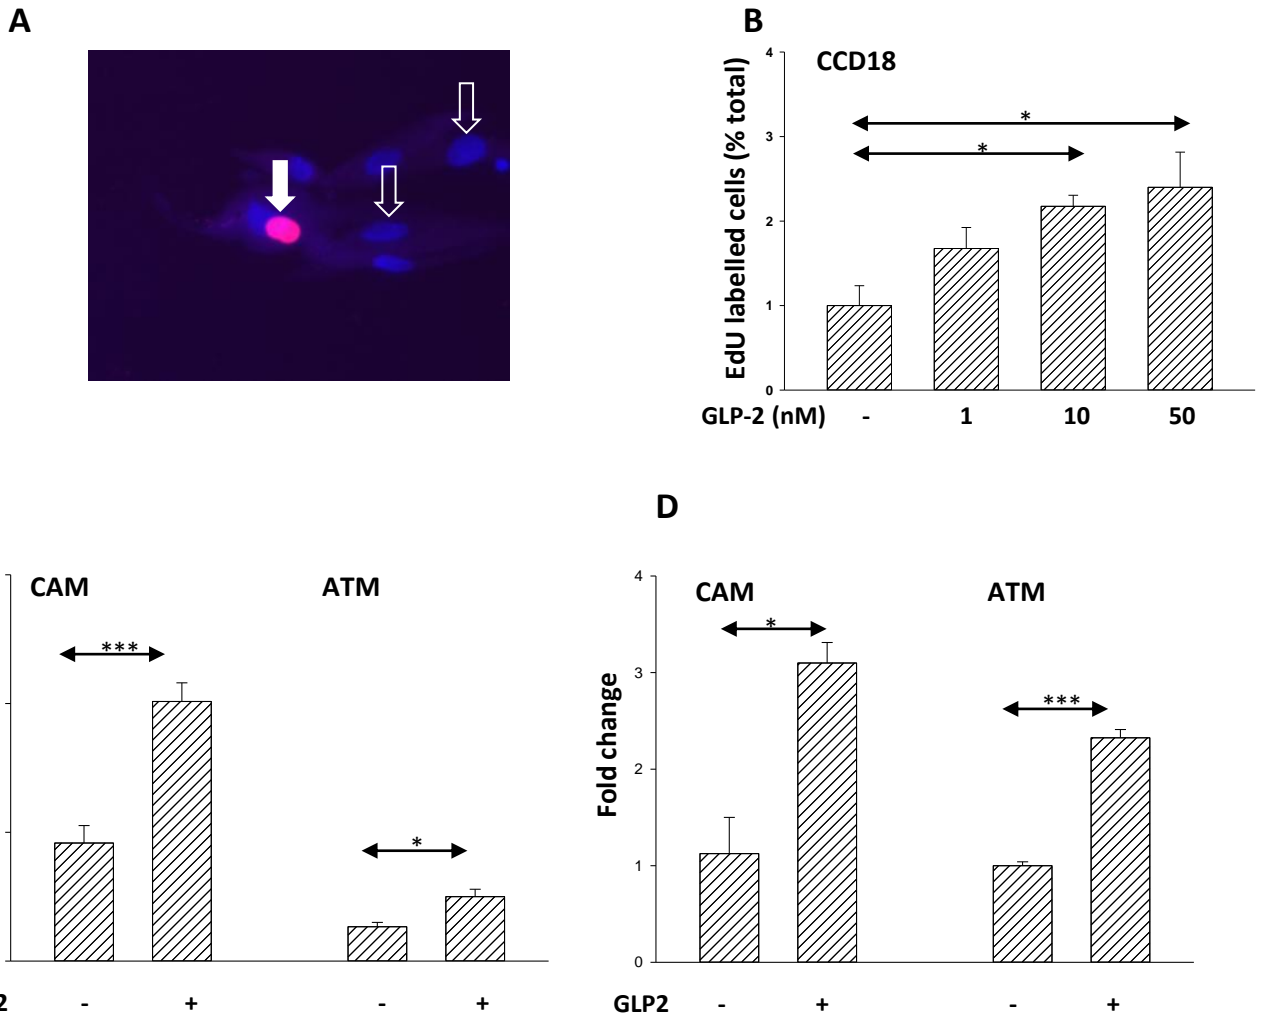 A
B
CCD18
EdU labelled cells (% total)
4
3
2
1
0
*
*
GLP-2 (nM) - 1 10 50
CAM ATM
***
*
2 - + - +
D
CAM ATM
Fold change
4
3
2
1
0
*
***
GLP2 - + - +